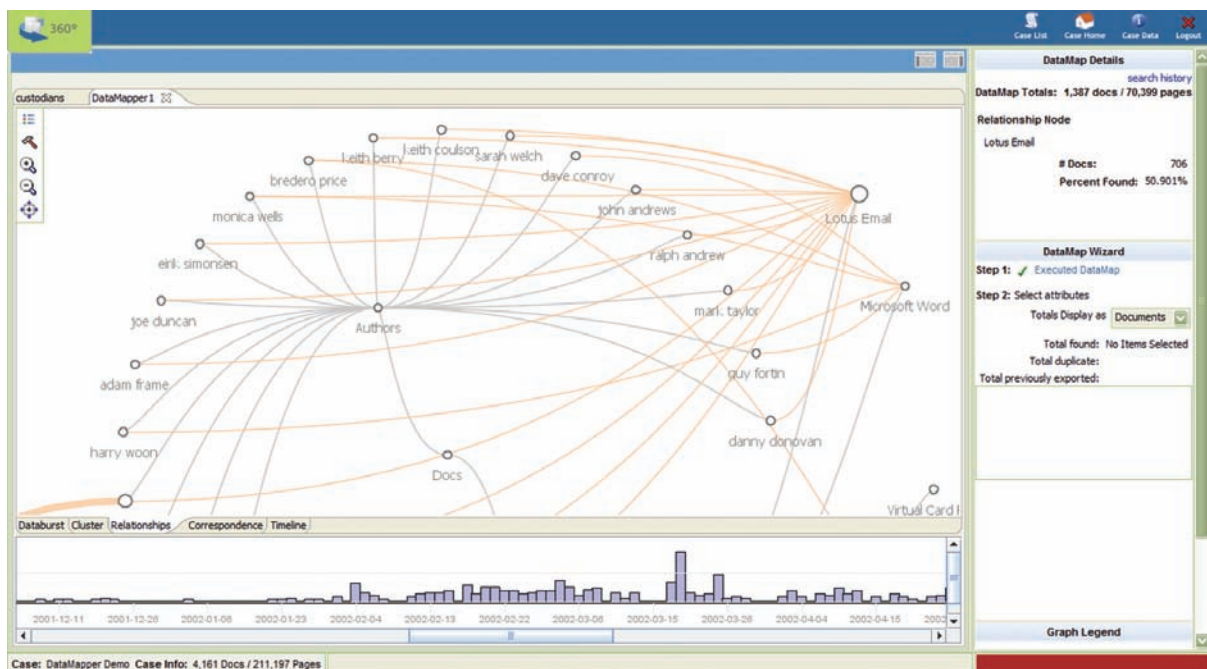 360°
Case List Case Home Case Data Logout
DataMap Details
search history
DataMap Totals: 1,387 docs / 70,399 pages
Relationship Node
Lotus Email
# Docs: 706
Percent Found: 50.901%
custodians DataMapper1
keith berry
keith coulson
sarah welch
bredero price
dave conroy
monica wells
john andrews
Lotus Email
eirik simonsen
ralph andrew
joe duncan
Authors
mark taylor
Microsoft Word
adam frame
guy fortin
harry woon
danny donovan
Docs
Virtual Card F
DataMap Wizard
Step 1: Executed DataMap
Step 2: Select attributes
Totals Display as Documents
Total found: No Items Selected
Total duplicate:
Total previously exported:
Databurst Cluster Relationships Correspondence Timeline
2001-12-11 2001-12-26 2002-01-08 2002-01-23 2002-02-04 2002-02-13 2002-02-22 2002-03-06 2002-03-15 2002-03-26 2002-04-04 2002-04-15
Graph Legend
Case: DataMapper Demo Case Info: 4,161 Docs / 211,197 Pages